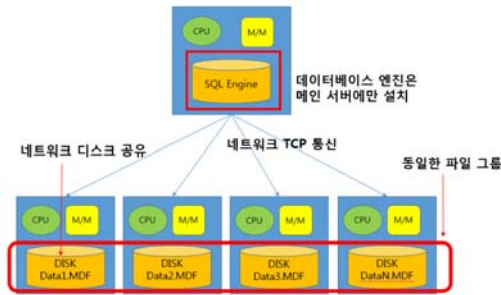 CPU
M/M
SQL Engine
데이터베이스 엔진은
메인 서버에만 설치
네트워크 디스크 공유
네트워크 TCP 통신
동일한 파일 그룹
CPU
M/M
CPU
M/M
CPU
M/M
CPU
M/M
DISK
Data1.MDF
DISK
Data2.MDF
DISK
Data3.MDF
DISK
DataN.MDF